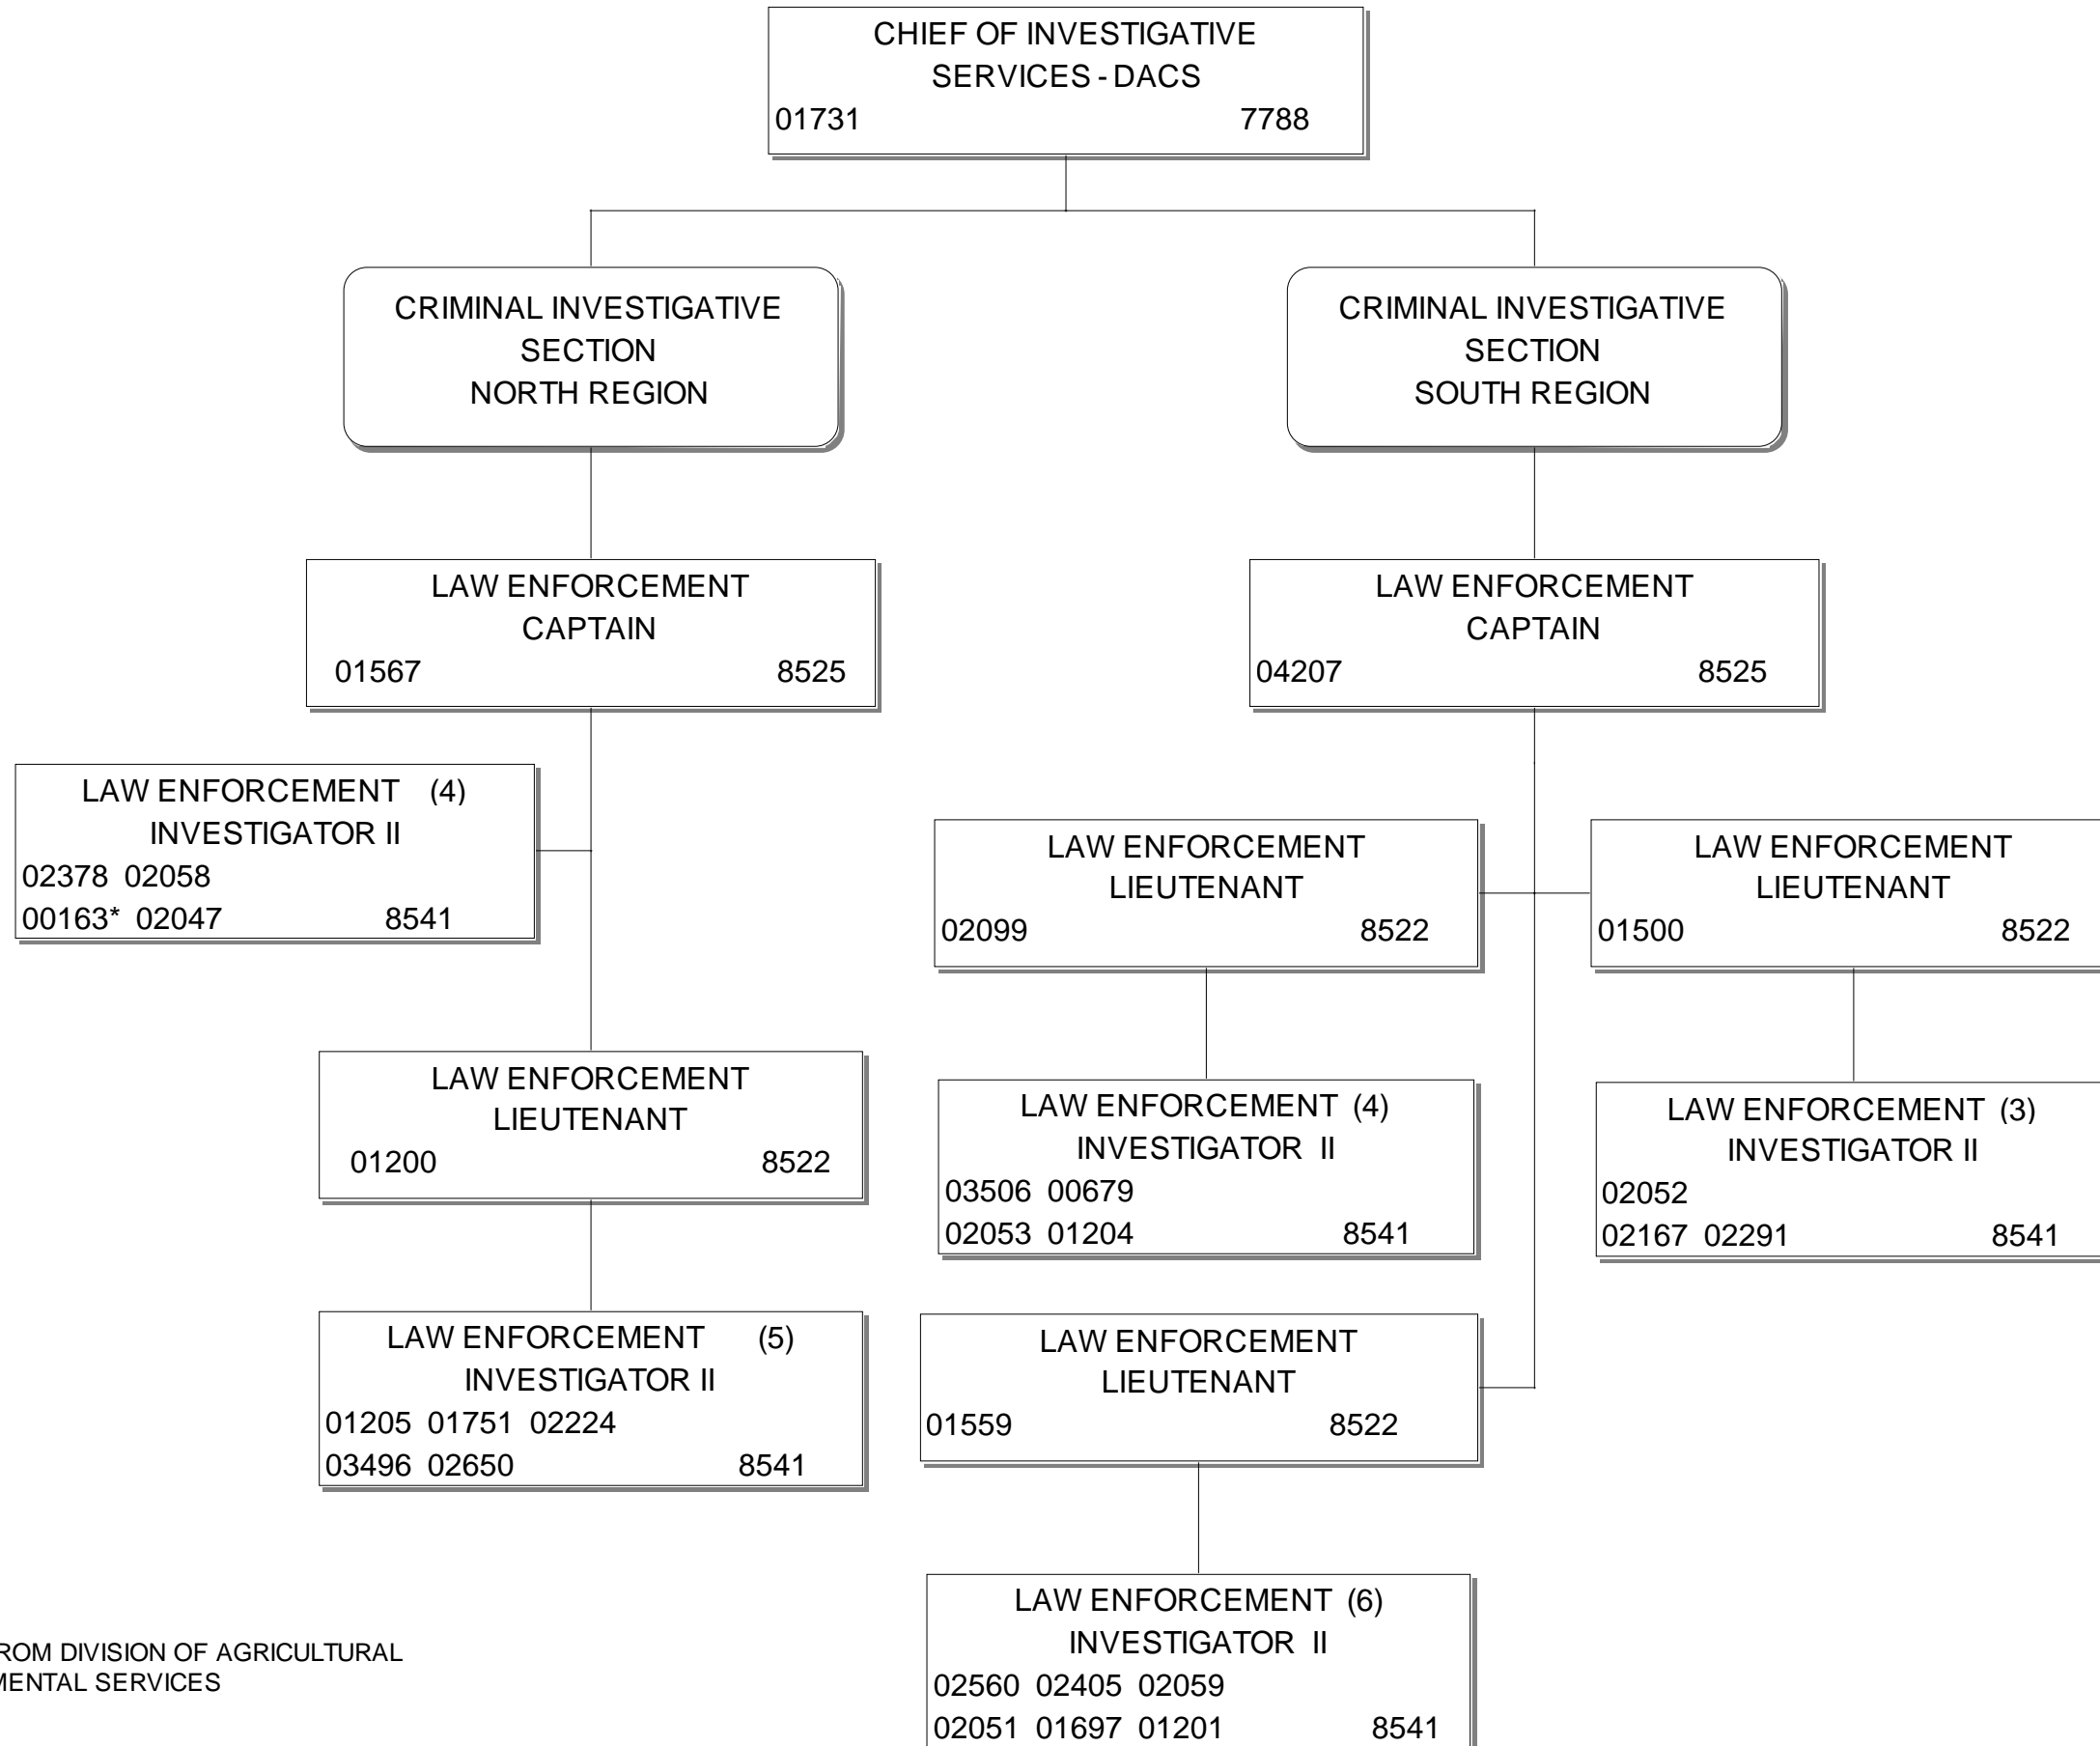 CHIEF OF INVESTIGATIVE
SERVICES - DACS
01731 7788
CRIMINAL INVESTIGATIVE
SECTION
NORTH REGION
CRIMINAL INVESTIGATIVE
SECTION
SOUTH REGION
LAW ENFORCEMENT
CAPTAIN
01567 8525
LAW ENFORCEMENT
CAPTAIN
04207 8525
LAW ENFORCEMENT (4)
INVESTIGATOR II
02378 02058
00163* 02047 8541
LAW ENFORCEMENT
LIEUTENANT
02099 8522
LAW ENFORCEMENT
LIEUTENANT
01500 8522
LAW ENFORCEMENT
LIEUTENANT
01200 8522
LAW ENFORCEMENT (4)
INVESTIGATOR II
03506 00679
02053 01204 8541
LAW ENFORCEMENT (3)
INVESTIGATOR II
02052
02167 02291 8541
LAW ENFORCEMENT (5)
INVESTIGATOR II
01205 01751 02224
03496 02650 8541
LAW ENFORCEMENT
LIEUTENANT
01559 8522
LAW ENFORCEMENT (6)
INVESTIGATOR II
02560 02405 02059
02051 01697 01201 8541
ROM DIVISION OF AGRICULTURAL
MENTAL SERVICES